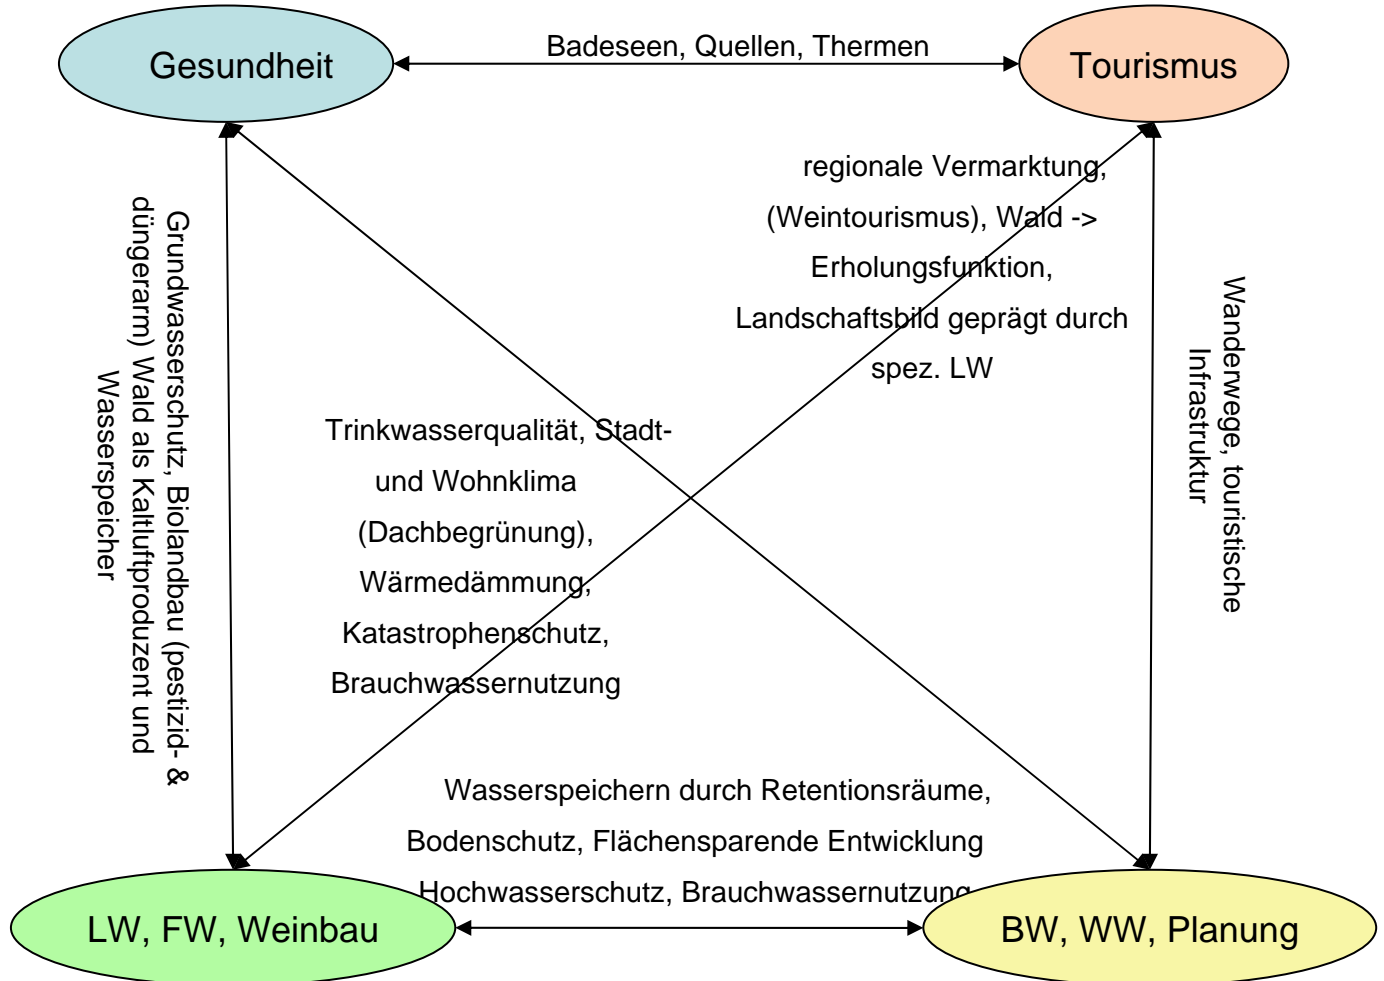 Gesundheit
Badeseen, Quellen, Thermen
Tourismus
regionale Vermarktung,
(Weintourismus), Wald ->
Erholungsfunktion,
Landschaftsbild geprägt durch
spez. LW
Grundwasserschutz, Biolandbau (pestizid- &
düngerarm) Wald als Kaltluftproduzent und
Wasserspeicher
Wanderwege, touristische
Infrastruktur
Trinkwasserqualität, Stadt-
und Wohnklima
(Dachbegrünung),
Wärmedämmung,
Katastrophenschutz,
Brauchwassernutzung
Wasserspeichern durch Retentionsräume,
Bodenschutz, Flächensparende Entwicklung
Hochwasserschutz, Brauchwassernutzung
LW, FW, Weinbau
BW, WW, Planung